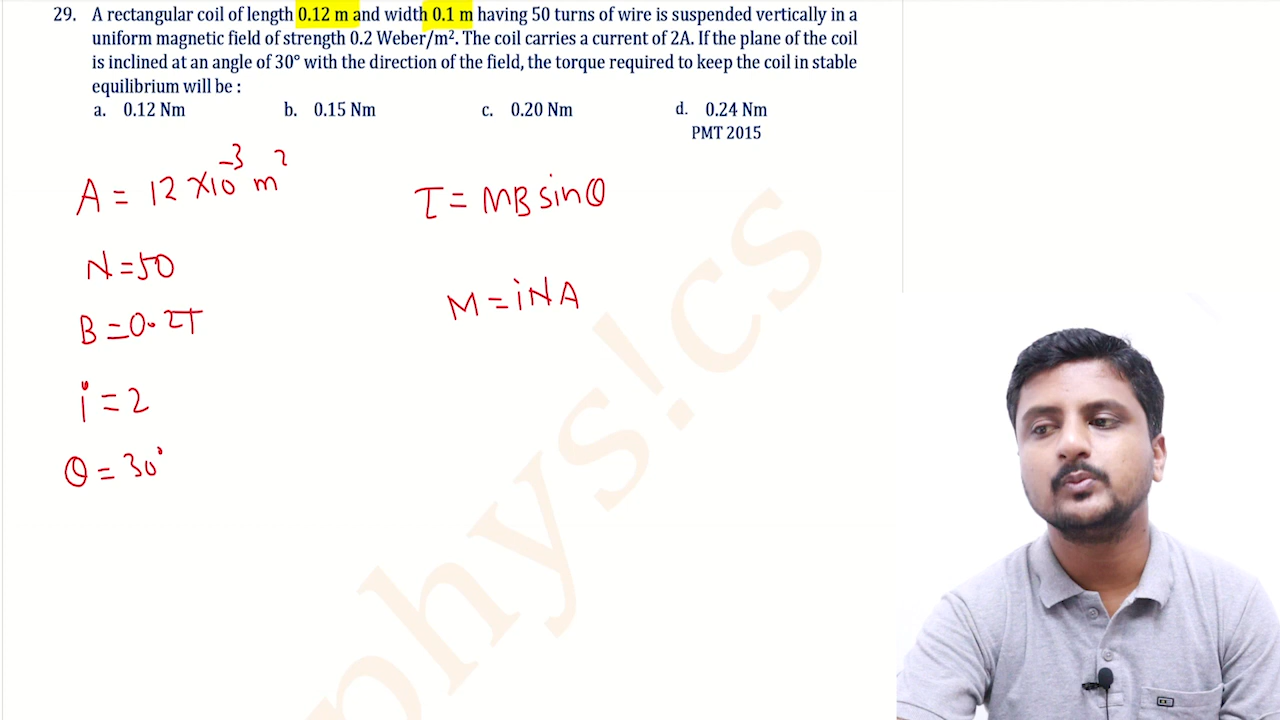 29. A rectangular coil of length 0.12 m and width 0.1 m having 50 turns of wire is suspended vertically in a
uniform magnetic field of strength 0.2 Weber/m². The coil carries a current of 2A. If the plane of the coil
is inclined at an angle of 30° with the direction of the field, the torque required to keep the coil in stable
equilibrium will be :
a. 0.12 Nm b. 0.15 Nm c. 0.20 Nm d. 0.24 Nm
PMT 2015
A = 12 × 10⁻³ m²
τ = MB sinθ
N = 50
M = iNA
B = 0.2T
i = 2
θ = 30°
phys!cs